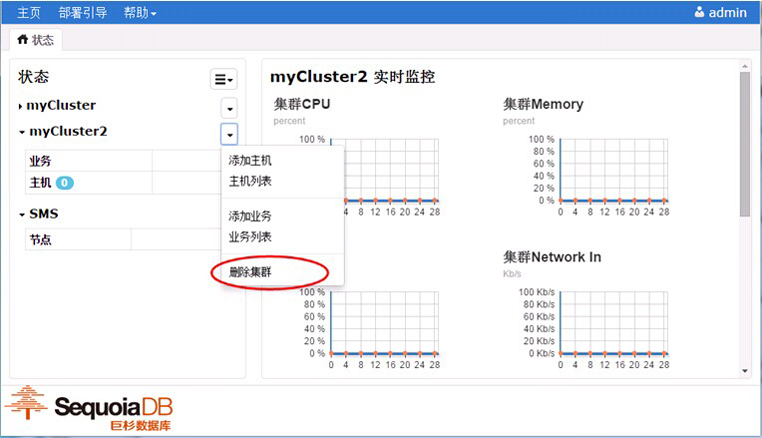 主页 部署引导 帮助 admin
状态
状态
myCluster
myCluster2
业务
主机 0
SMS
节点
添加主机
主机列表
添加业务
业务列表
删除集群
myCluster2 实时监控
集群CPU
percent
100 %
80 %
60 %
40 %
20 %
0 %
4 8 12 16 20 24 28
集群Memory
percent
100 %
80 %
60 %
40 %
20 %
0 %
0 4 8 12 16 20 24 28
100 %
80 %
60 %
40 %
20 %
0 %
0 4 8 12 16 20 24 28
集群Network In
Kb/s
100 Kb/s
80 Kb/s
60 Kb/s
40 Kb/s
20 Kb/s
0 Kb/s
0 4 8 12 16 20 24 28
SequoiaDB
巨杉数据库